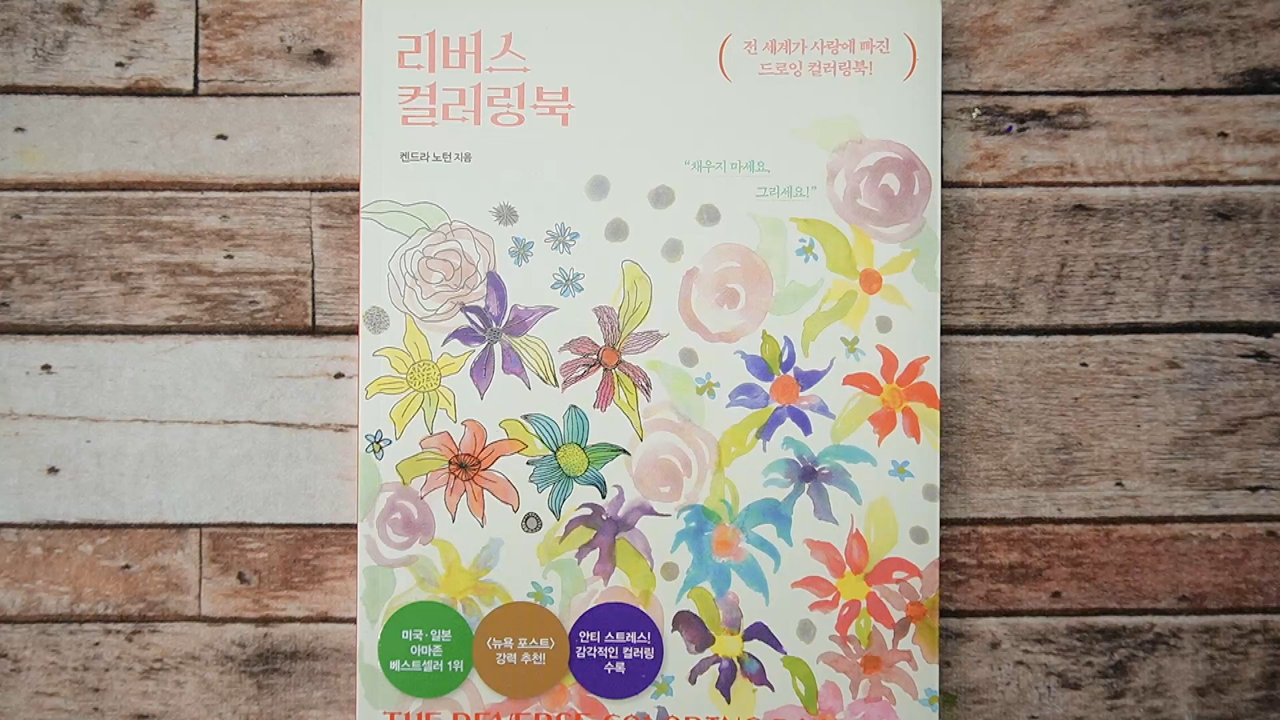 리버스
컬러링북
전 세계가 사랑에 빠진
드로잉 컬러링북!
켄드라 노턴 지음
“채우지 마세요,
그리세요!”
미국·일본
아마존
베스트셀러 1위
〈뉴욕 포스트〉
강력 추천!
안티 스트레스!
감각적인 컬러링
수록
THE REVERSE COLORING